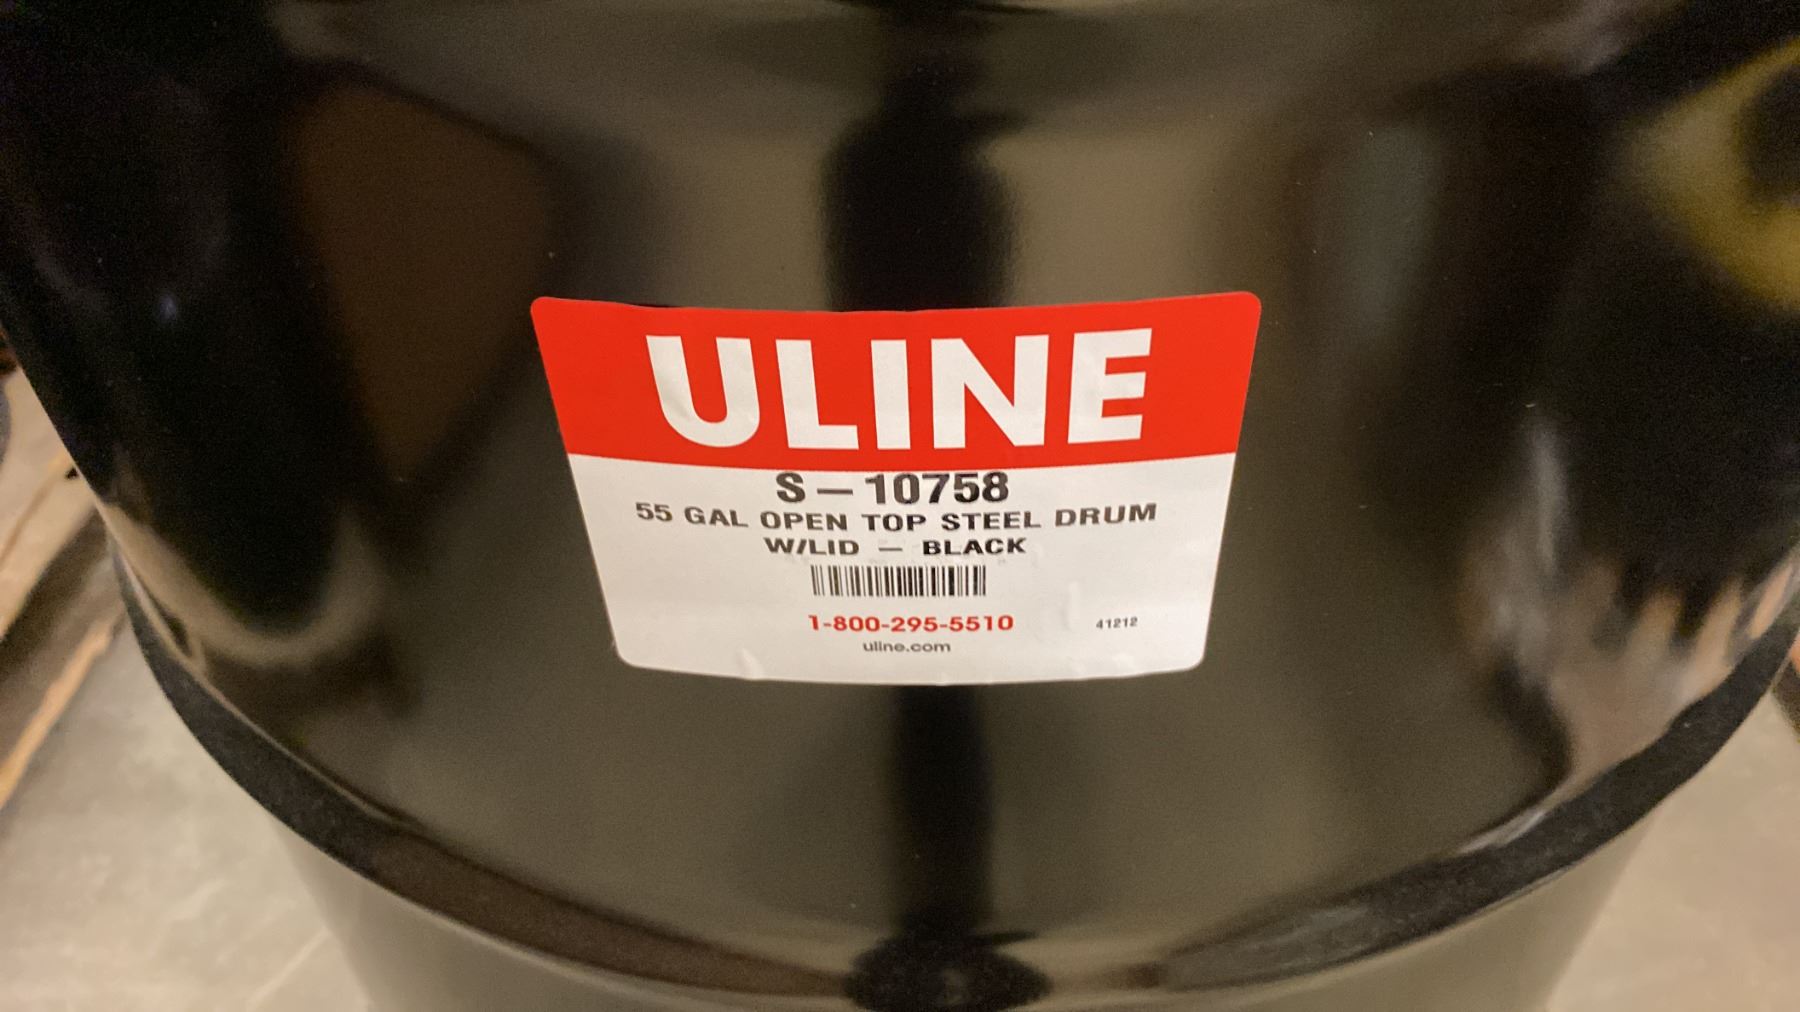 ULINE
S–10758
55 GAL OPEN TOP STEEL DRUM
W/LID – BLACK
1-800-295-5510
41212
uline.com